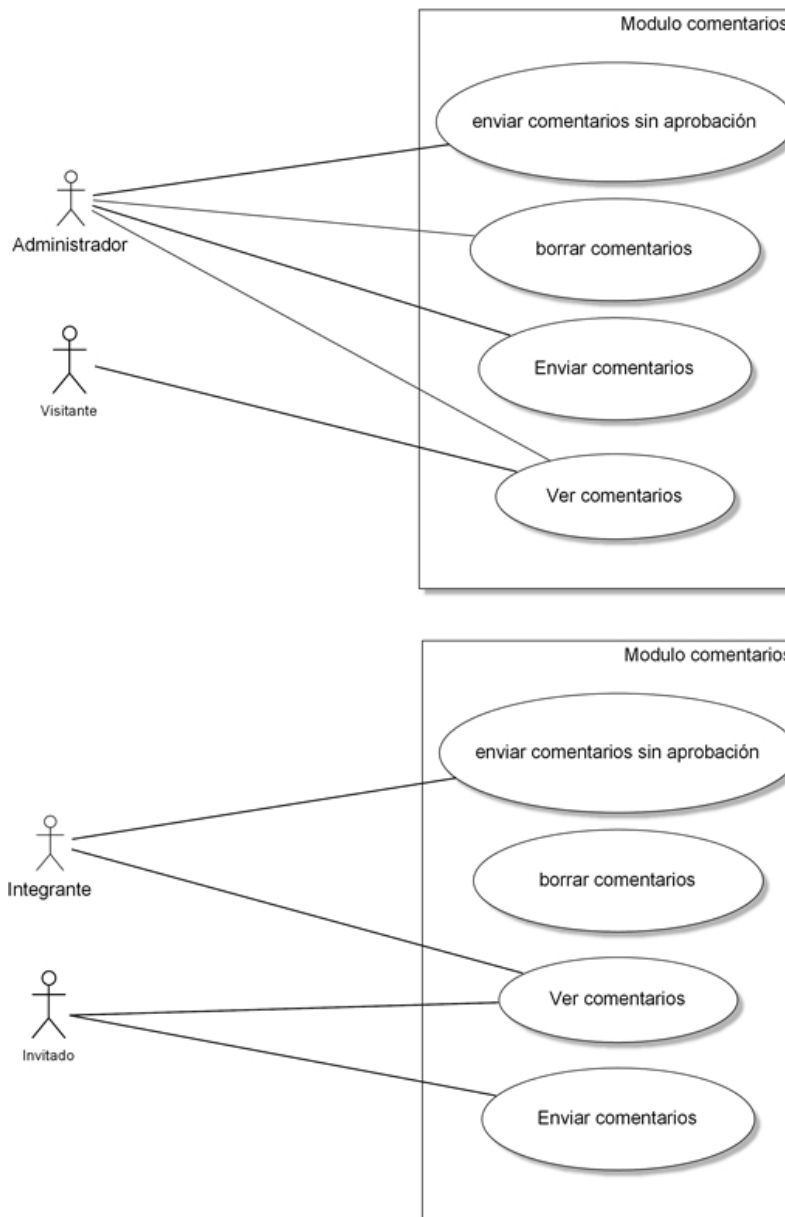 Modulo comentarios
enviar comentarios sin aprobación
Administrador
borrar comentarios
Enviar comentarios
Visitante
Ver comentarios
Modulo comentarios
enviar comentarios sin aprobación
Integrante
borrar comentarios
Ver comentarios
Invitado
Enviar comentarios